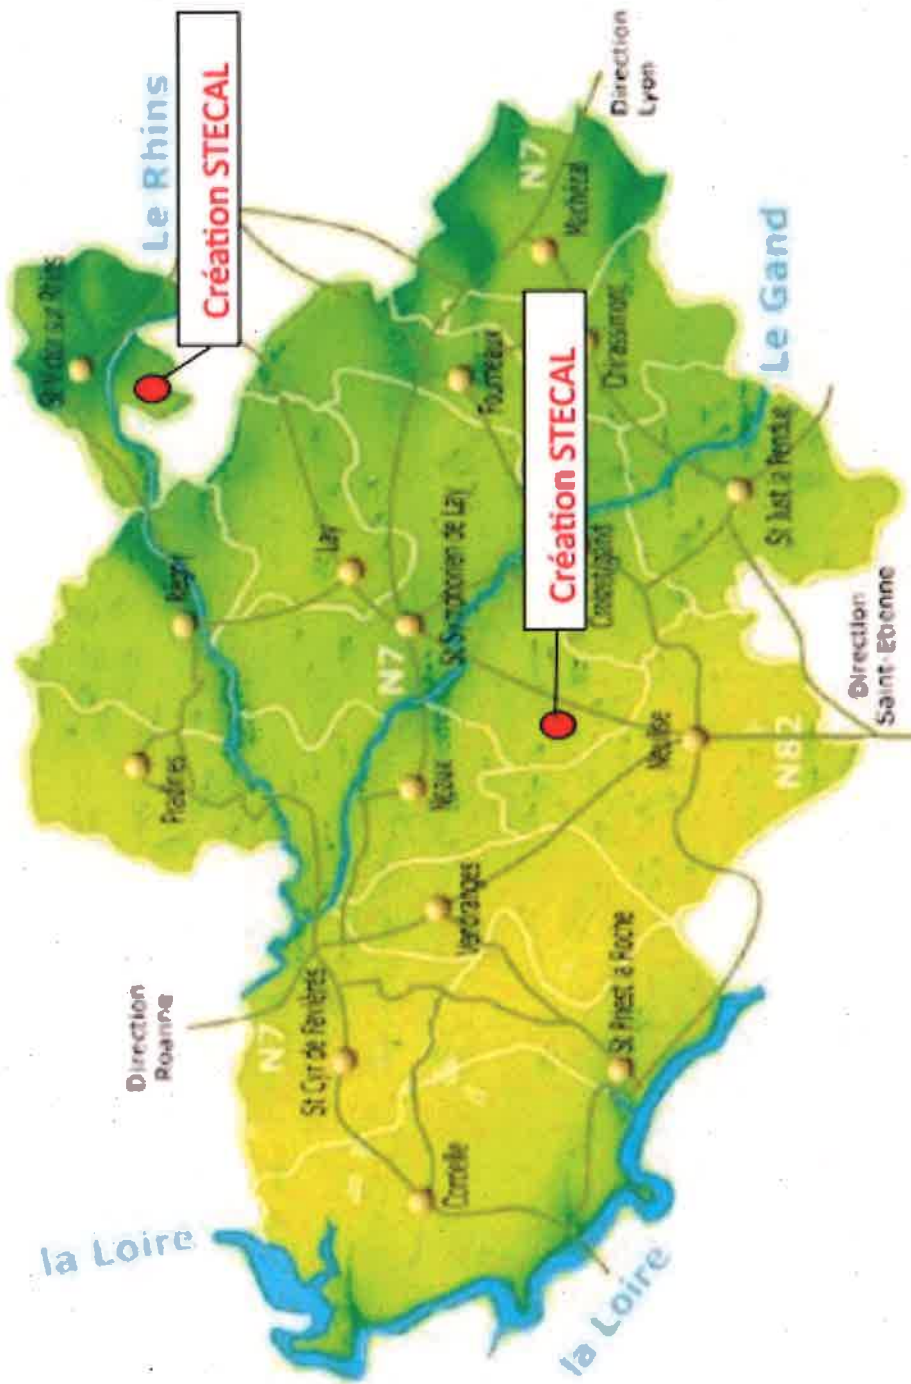 la Loire
Direction
Roanne
N7
St Cyr de Favières
Cordelle
la Loire
Pradines
Régny
St Victor sur Rhins
Le Rhins
Création STECAL
Lay
N7
St Symphorien de Lay
Vendranges
St Priest la Roche
Neulise
N82
Direction
Saint-Etienne
Création STECAL
Fourneaux
Chirassimont
Machézal
N7
Direction
Lyon
Le Gand
St Just la Pendue